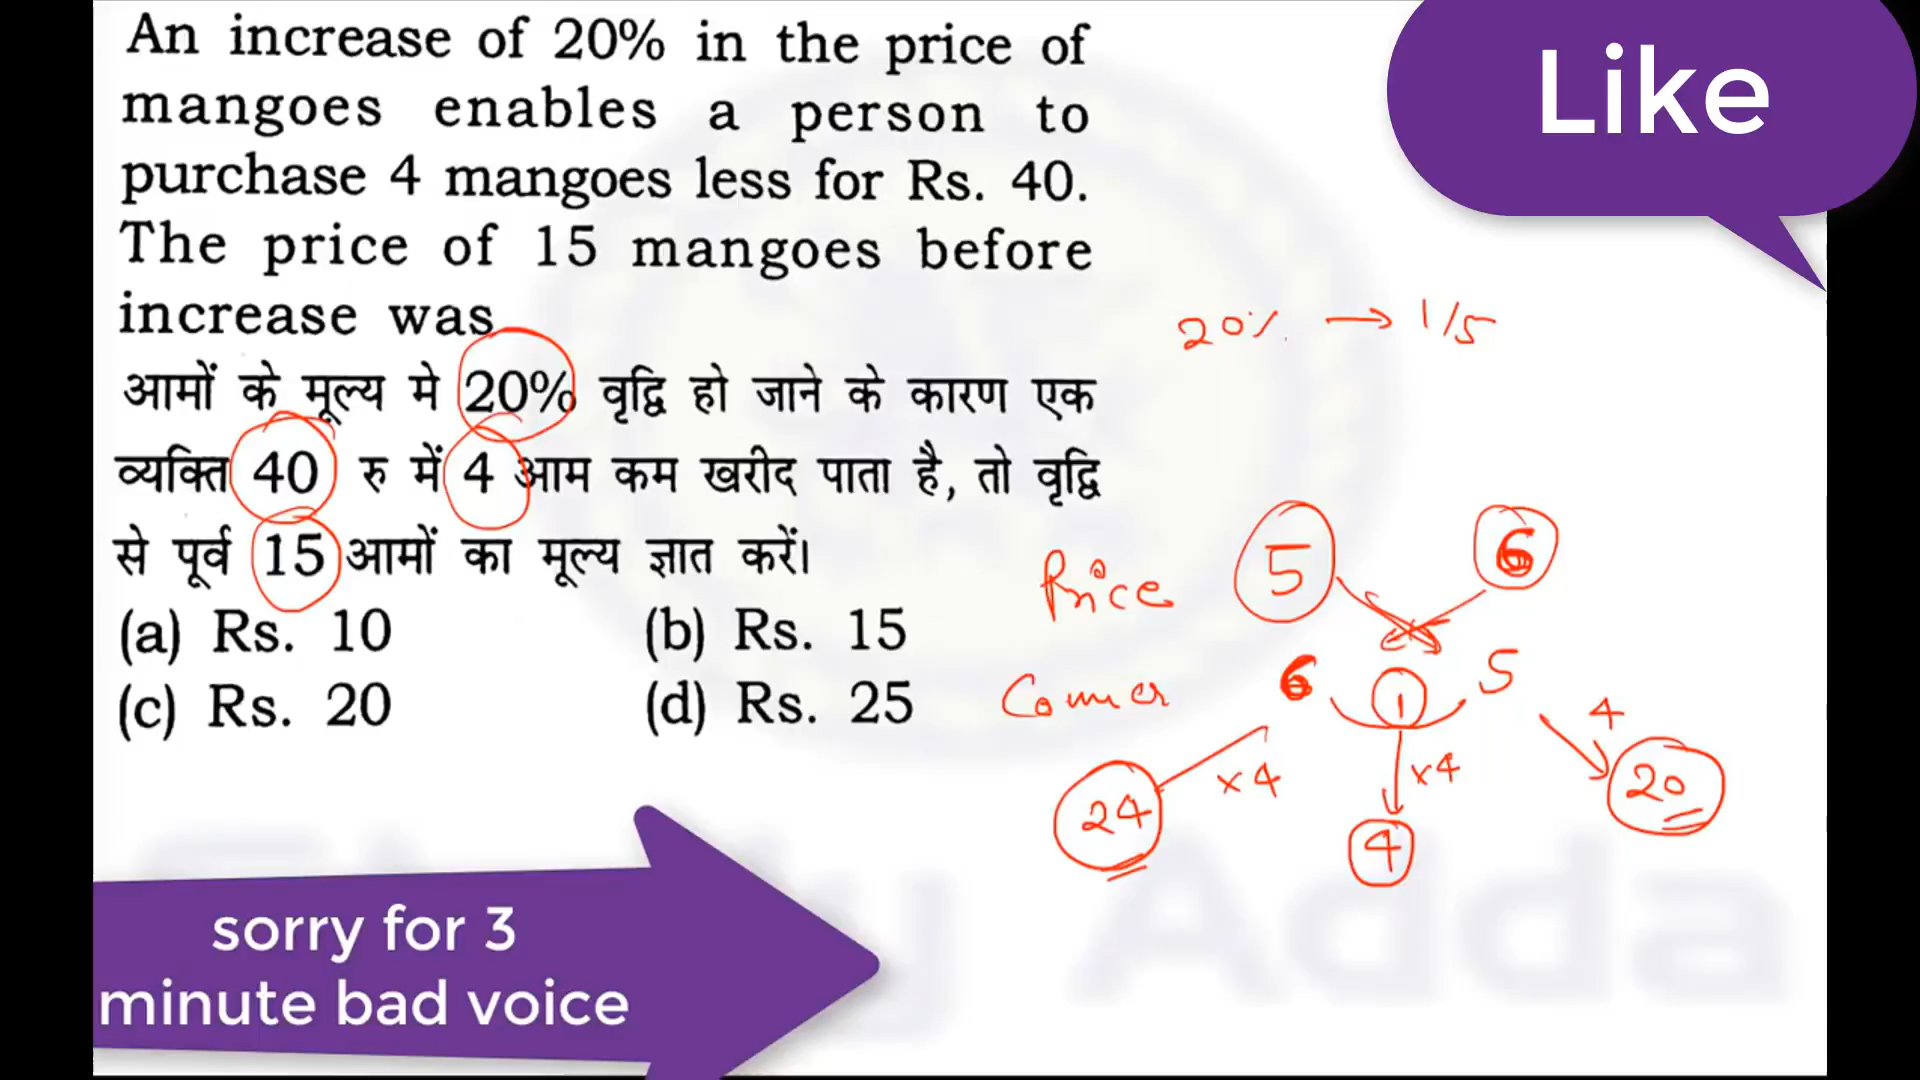 An increase of 20% in the price of
mangoes enables a person to
purchase 4 mangoes less for Rs. 40.
The price of 15 mangoes before
increase was
आमों के मूल्य मे 20% वृद्वि हो जाने के कारण एक
व्यक्ति 40 रु में 4 आम कम खरीद पाता है, तो वृद्वि
से पूर्व 15 आमों का मूल्य ज्ञात करें।
(a) Rs. 10 (b) Rs. 15
(c) Rs. 20 (d) Rs. 25
Like
20% → 1/5
Price 5 6
6 1 5
×4 ×4 4
24 4 20
sorry for 3
minute bad voice
Adda